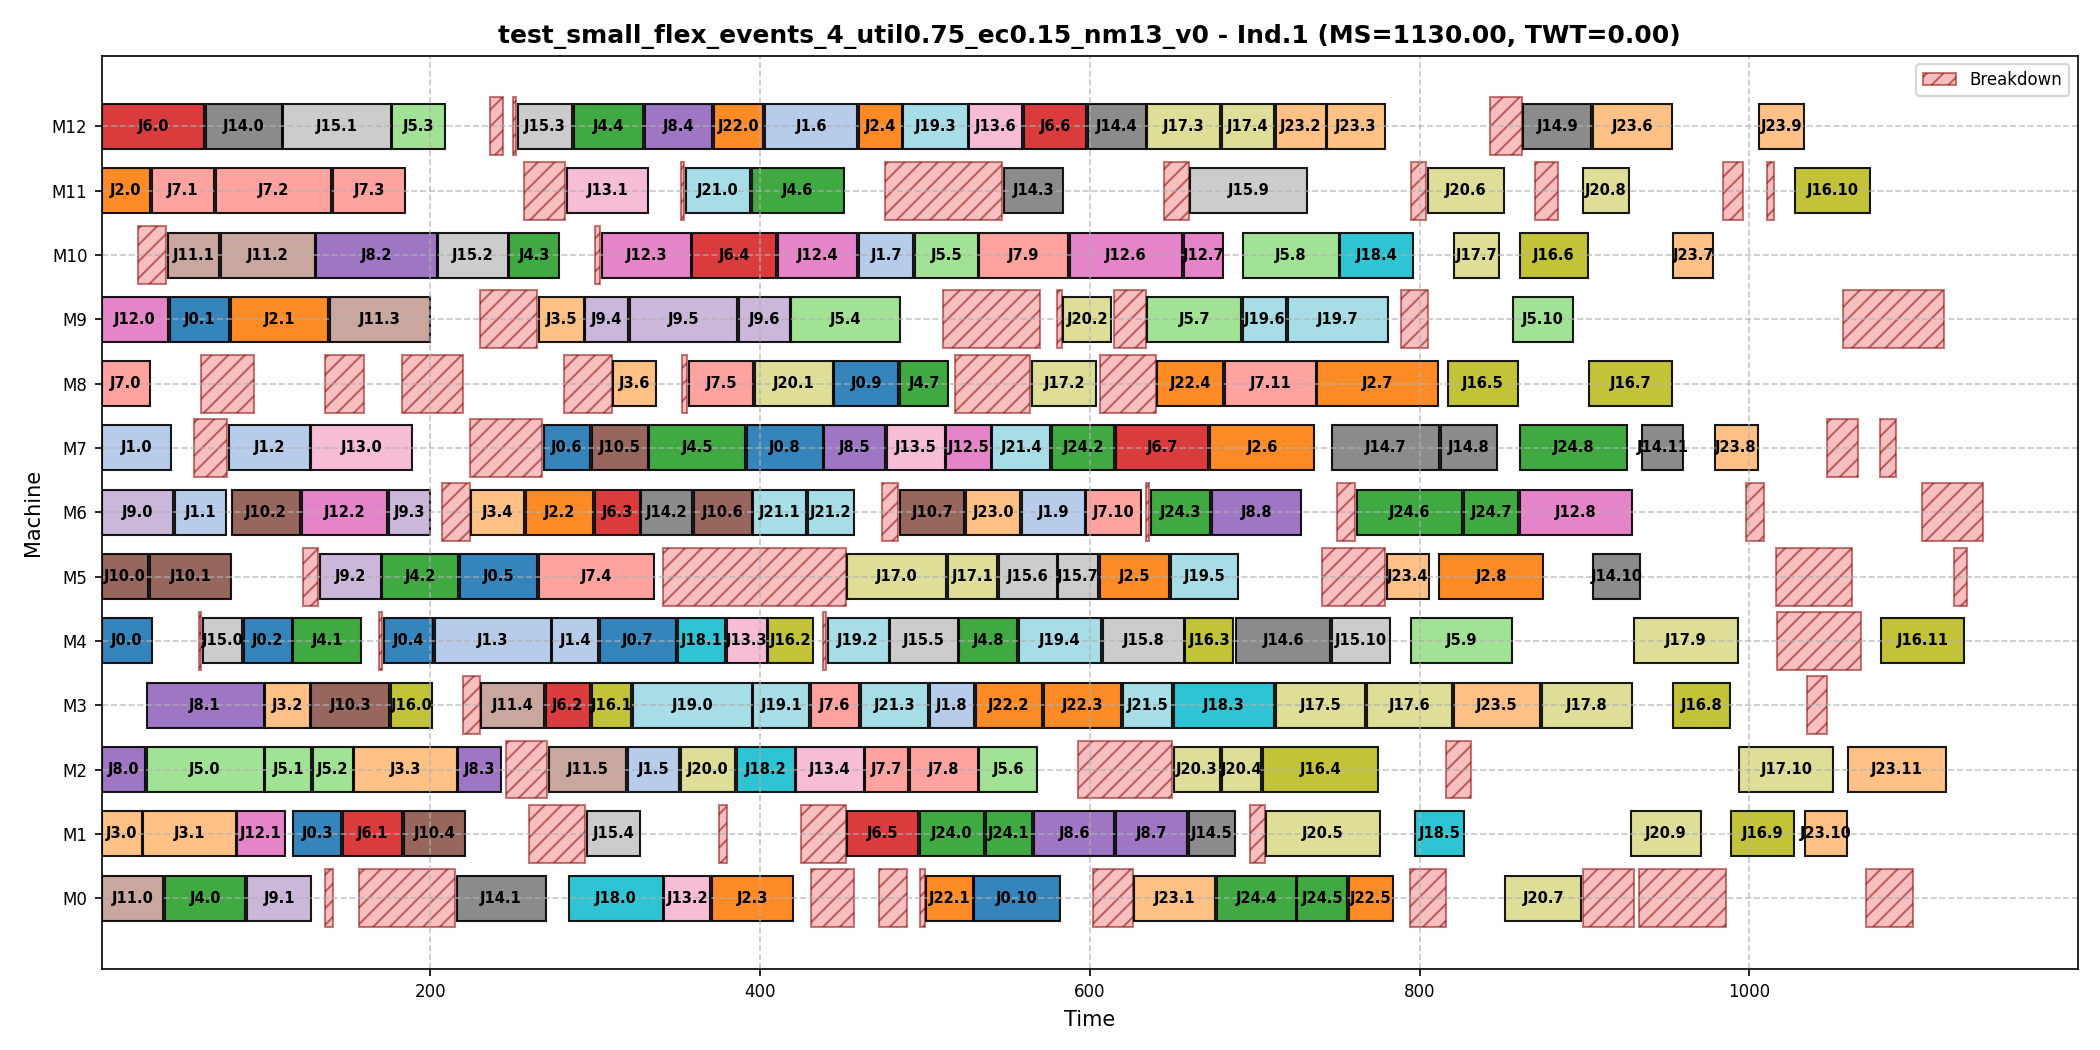 test_small_flex_events_4_util0.75_ec0.15_nm13_v0 - Ind.1 (MS=1130.00, TWT=0.00)
Breakdown
M12 J6.0 J14.0 J15.1 J5.3 J15.3 J4.4 J8.4 J22.0 J1.6 J2.4 J19.3 J13.6 J6.6 J14.4 J17.3 J17.4 J23.2 J23.3 J14.9 J23.6 J23.9
M11 J2.0 J7.1 J7.2 J7.3 J13.1 J21.0 J4.6 J14.3 J15.9 J20.6 J20.8 J16.10
M10 J11.1 J11.2 J8.2 J15.2 J4.3 J12.3 J6.4 J12.4 J1.7 J5.5 J7.9 J12.6 J12.7 J5.8 J18.4 J17.7 J16.6 J23.7
M9 J12.0 J0.1 J2.1 J11.3 J3.5 J9.4 J9.5 J9.6 J5.4 J20.2 J5.7 J19.6 J19.7 J5.10
M8 J7.0 J3.6 J7.5 J20.1 J0.9 J4.7 J17.2 J22.4 J7.11 J2.7 J16.5 J16.7
M7 J1.0 J1.2 J13.0 J0.6 J10.5 J4.5 J0.8 J8.5 J13.5 J12.5 J21.4 J24.2 J6.7 J2.6 J14.7 J14.8 J24.8 J14.11 J23.8
M6 J9.0 J1.1 J10.2 J12.2 J9.3 J3.4 J2.2 J6.3 J14.2 J10.6 J21.1 J21.2 J10.7 J23.0 J1.9 J7.10 J24.3 J8.8 J24.6 J24.7 J12.8
M5 J10.0 J10.1 J9.2 J4.2 J0.5 J7.4 J17.0 J17.1 J15.6 J15.7 J2.5 J19.5 J23.4 J2.8 J14.10
M4 J0.0 J15.0 J0.2 J4.1 J0.4 J1.3 J1.4 J0.7 J18.1 J13.3 J16.2 J19.2 J15.5 J4.8 J19.4 J15.8 J16.3 J14.6 J15.10 J5.9 J17.9 J16.11
M3 J8.1 J3.2 J10.3 J16.0 J11.4 J6.2 J16.1 J19.0 J19.1 J7.6 J21.3 J1.8 J22.2 J22.3 J21.5 J18.3 J17.5 J17.6 J23.5 J17.8 J16.8
M2 J8.0 J5.0 J5.1 J5.2 J3.3 J8.3 J11.5 J1.5 J20.0 J18.2 J13.4 J7.7 J7.8 J5.6 J20.3 J20.4 J16.4 J17.10 J23.11
M1 J3.0 J3.1 J12.1 J0.3 J6.1 J10.4 J15.4 J6.5 J24.0 J24.1 J8.6 J8.7 J14.5 J20.5 J18.5 J20.9 J16.9 J23.10
M0 J11.0 J4.0 J9.1 J14.1 J18.0 J13.2 J2.3 J22.1 J0.10 J23.1 J24.4 J24.5 J22.5 J20.7
200 400 600 800 1000
Time
Machine